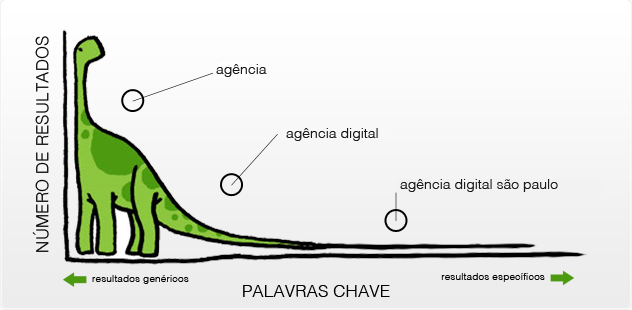 NÚMERO DE RESULTADOS
agência
agência digital
agência digital são paulo
resultados genéricos
resultados específicos
PALAVRAS CHAVE